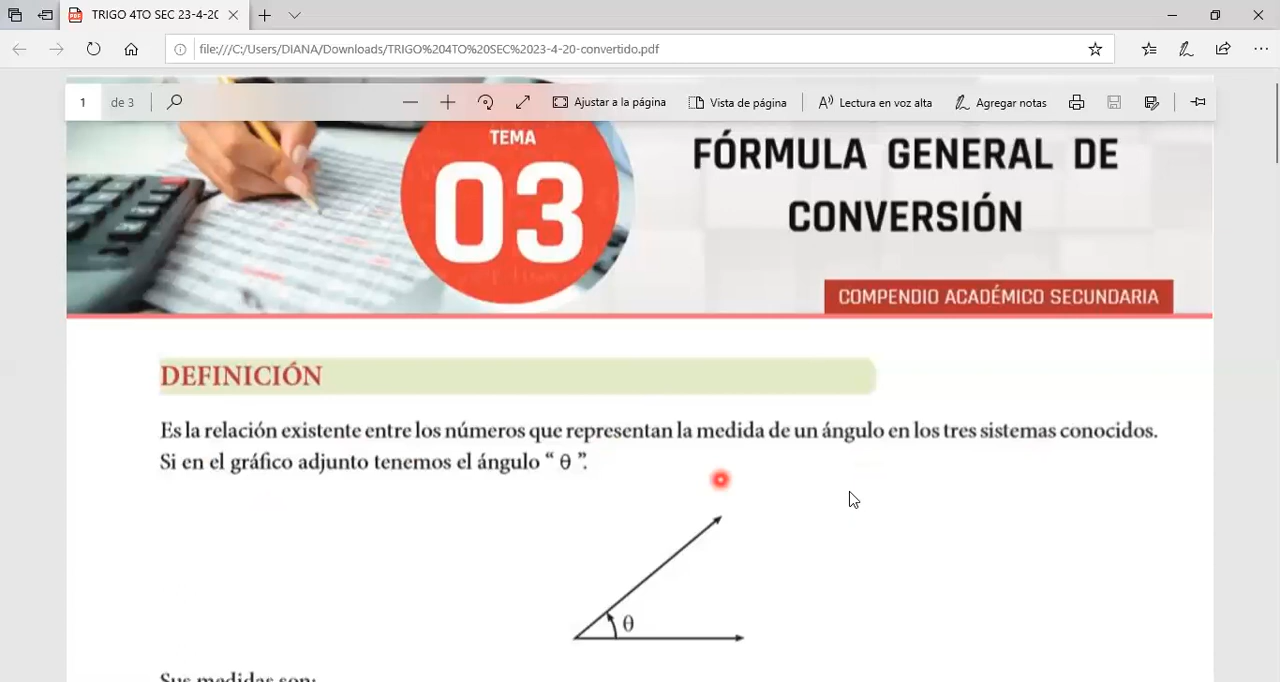 TRIGO 4TO SEC 23-4-20
file:///C:/Users/DIANA/Downloads/TRIGO%204TO%20SEC%2023-4-20-convertido.pdf
1 de 3 Ajustar a la página Vista de página Lectura en voz alta Agregar notas
TEMA
03
FÓRMULA GENERAL DE
CONVERSIÓN
COMPENDIO ACADÉMICO SECUNDARIA
DEFINICIÓN
Es la relación existente entre los números que representan la medida de un ángulo en los tres sistemas conocidos.
Si en el gráfico adjunto tenemos el ángulo “ θ ”.
θ
Sus medidas son: